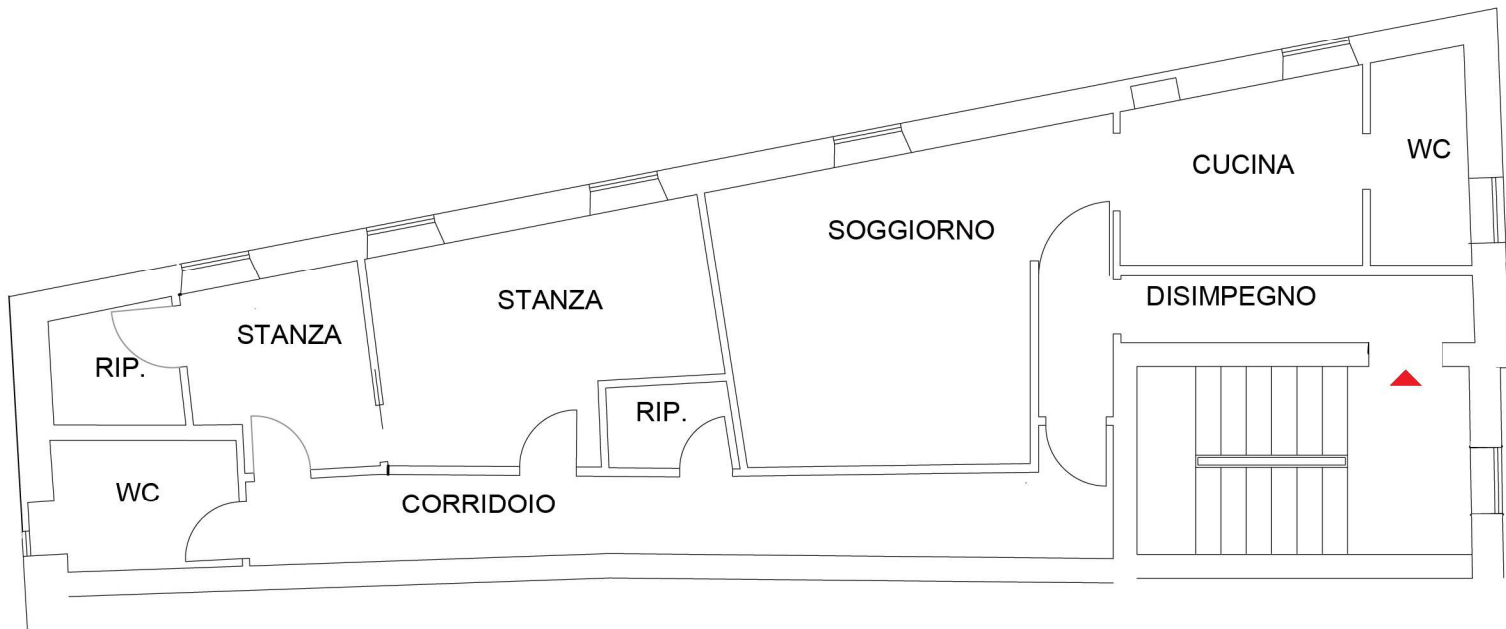 WC
CUCINA
SOGGIORNO
DISIMPEGNO
STANZA
STANZA
RIP.
RIP.
WC
CORRIDOIO